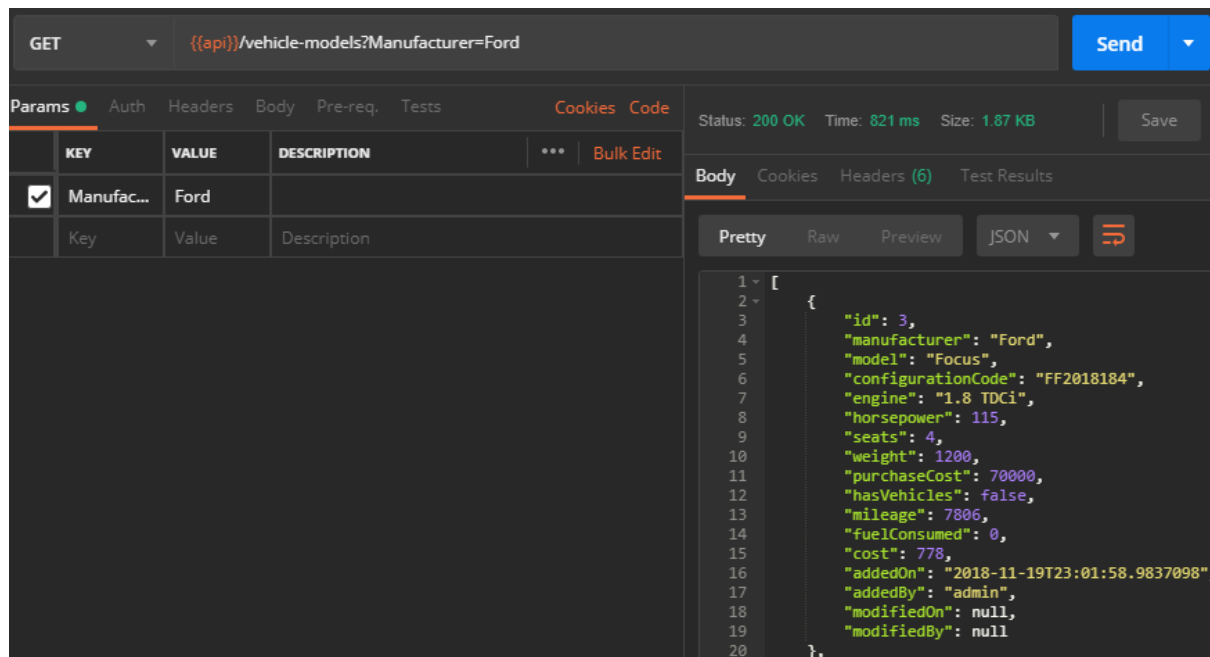 GET {{api}}/vehicle-models?Manufacturer=Ford Send
Params Auth Headers Body Pre-req. Tests Cookies Code
KEY VALUE DESCRIPTION ••• Bulk Edit
Manufac... Ford
Key Value Description
Status: 200 OK Time: 821 ms Size: 1.87 KB Save
Body Cookies Headers (6) Test Results
Pretty Raw Preview JSON
1 [
2 {
3 "id": 3,
4 "manufacturer": "Ford",
5 "model": "Focus",
6 "configurationCode": "FF2018184",
7 "engine": "1.8 TDCi",
8 "horsepower": 115,
9 "seats": 4,
10 "weight": 1200,
11 "purchaseCost": 70000,
12 "hasVehicles": false,
13 "mileage": 7806,
14 "fuelConsumed": 0,
15 "cost": 778,
16 "addedOn": "2018-11-19T23:01:58.9837098"
17 "addedBy": "admin",
18 "modifiedOn": null,
19 "modifiedBy": null
20 },